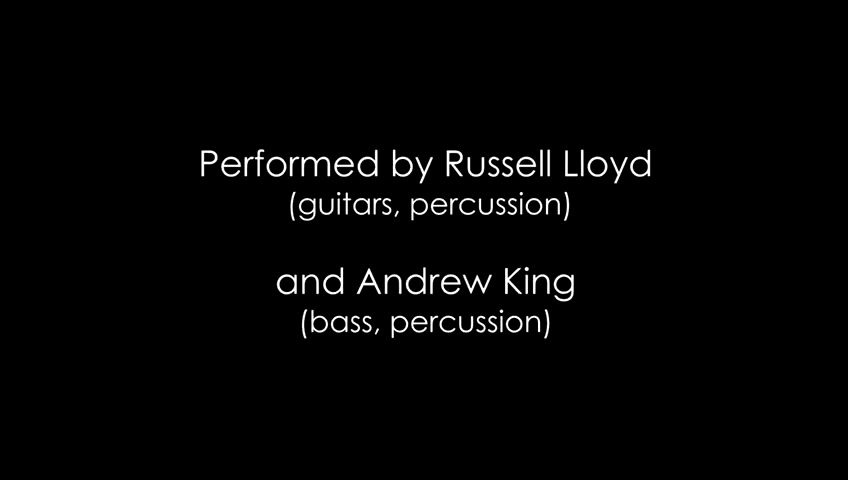 Performed by Russell Lloyd
(guitars, percussion)
and Andrew King
(bass, percussion)